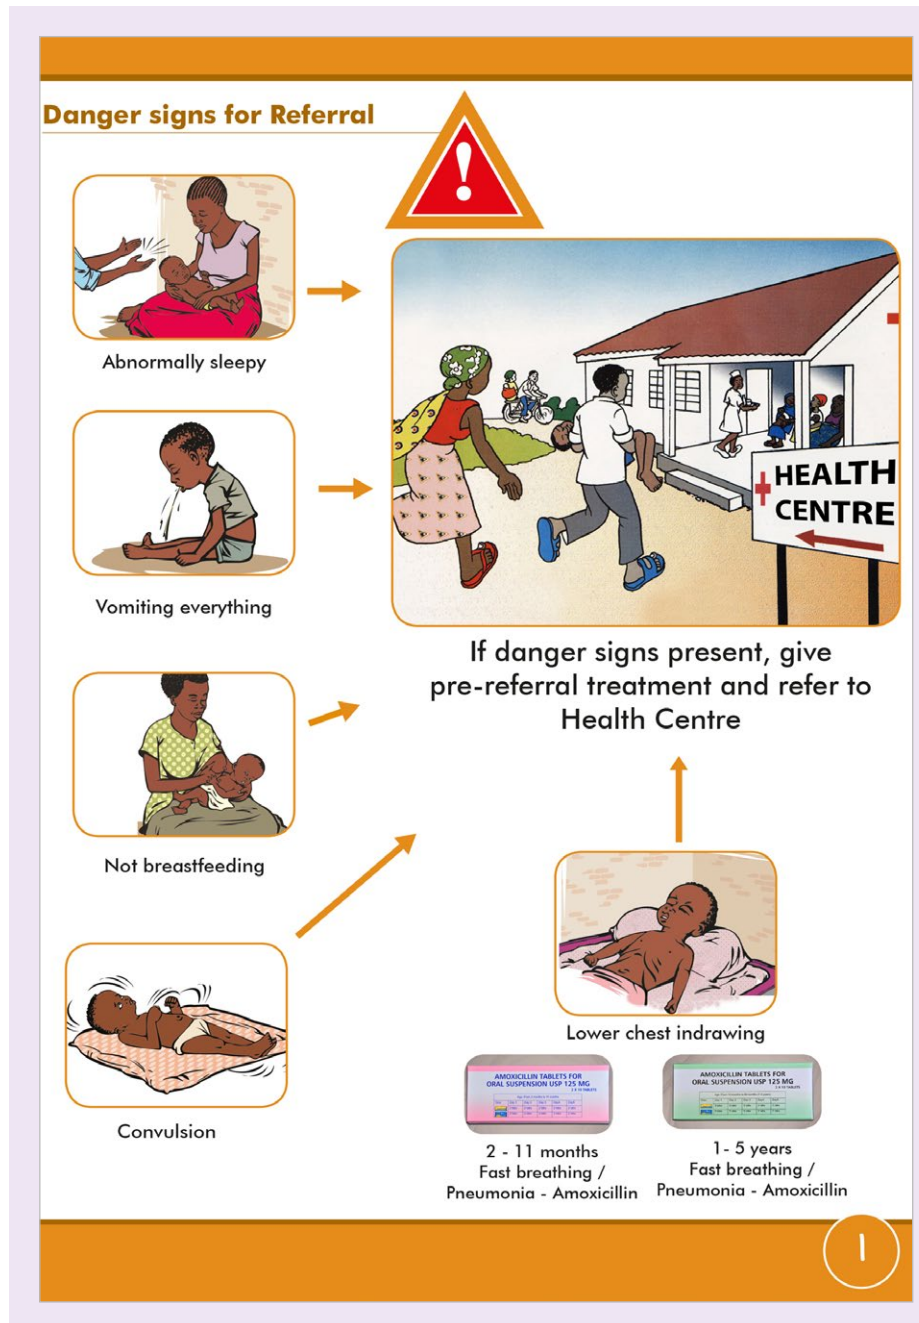 Danger signs for Referral
!
Abnormally sleepy
Vomiting everything
Not breastfeeding
Convulsion
HEALTH
CENTRE
If danger signs present, give
pre-referral treatment and refer to
Health Centre
Lower chest indrawing
AMOXICILLIN TABLETS FOR
ORAL SUSPENSION USP 125 MG
2 - 11 months
Fast breathing /
Pneumonia - Amoxicillin
AMOXICILLIN TABLETS FOR
ORAL SUSPENSION USP 125 MG
1- 5 years
Fast breathing /
Pneumonia - Amoxicillin
1